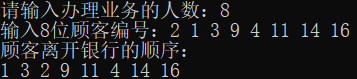 请输入办理业务的人数：8
输入8位顾客编号：2 1 3 9 4 11 14 16
顾客离开银行的顺序：
1 3 2 9 11 4 14 16